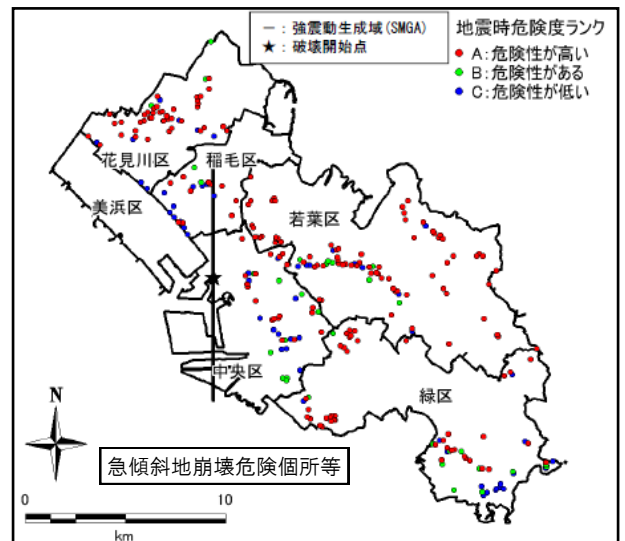 －：強震動生成域(SMGA)
★：破壊開始点
地震時危険度ランク
A:危険性が高い
B:危険性がある
C:危険性が低い
花見川区
稲毛区
美浜区
若葉区
中央区
緑区
N
急傾斜地崩壊危険個所等
0 10
km